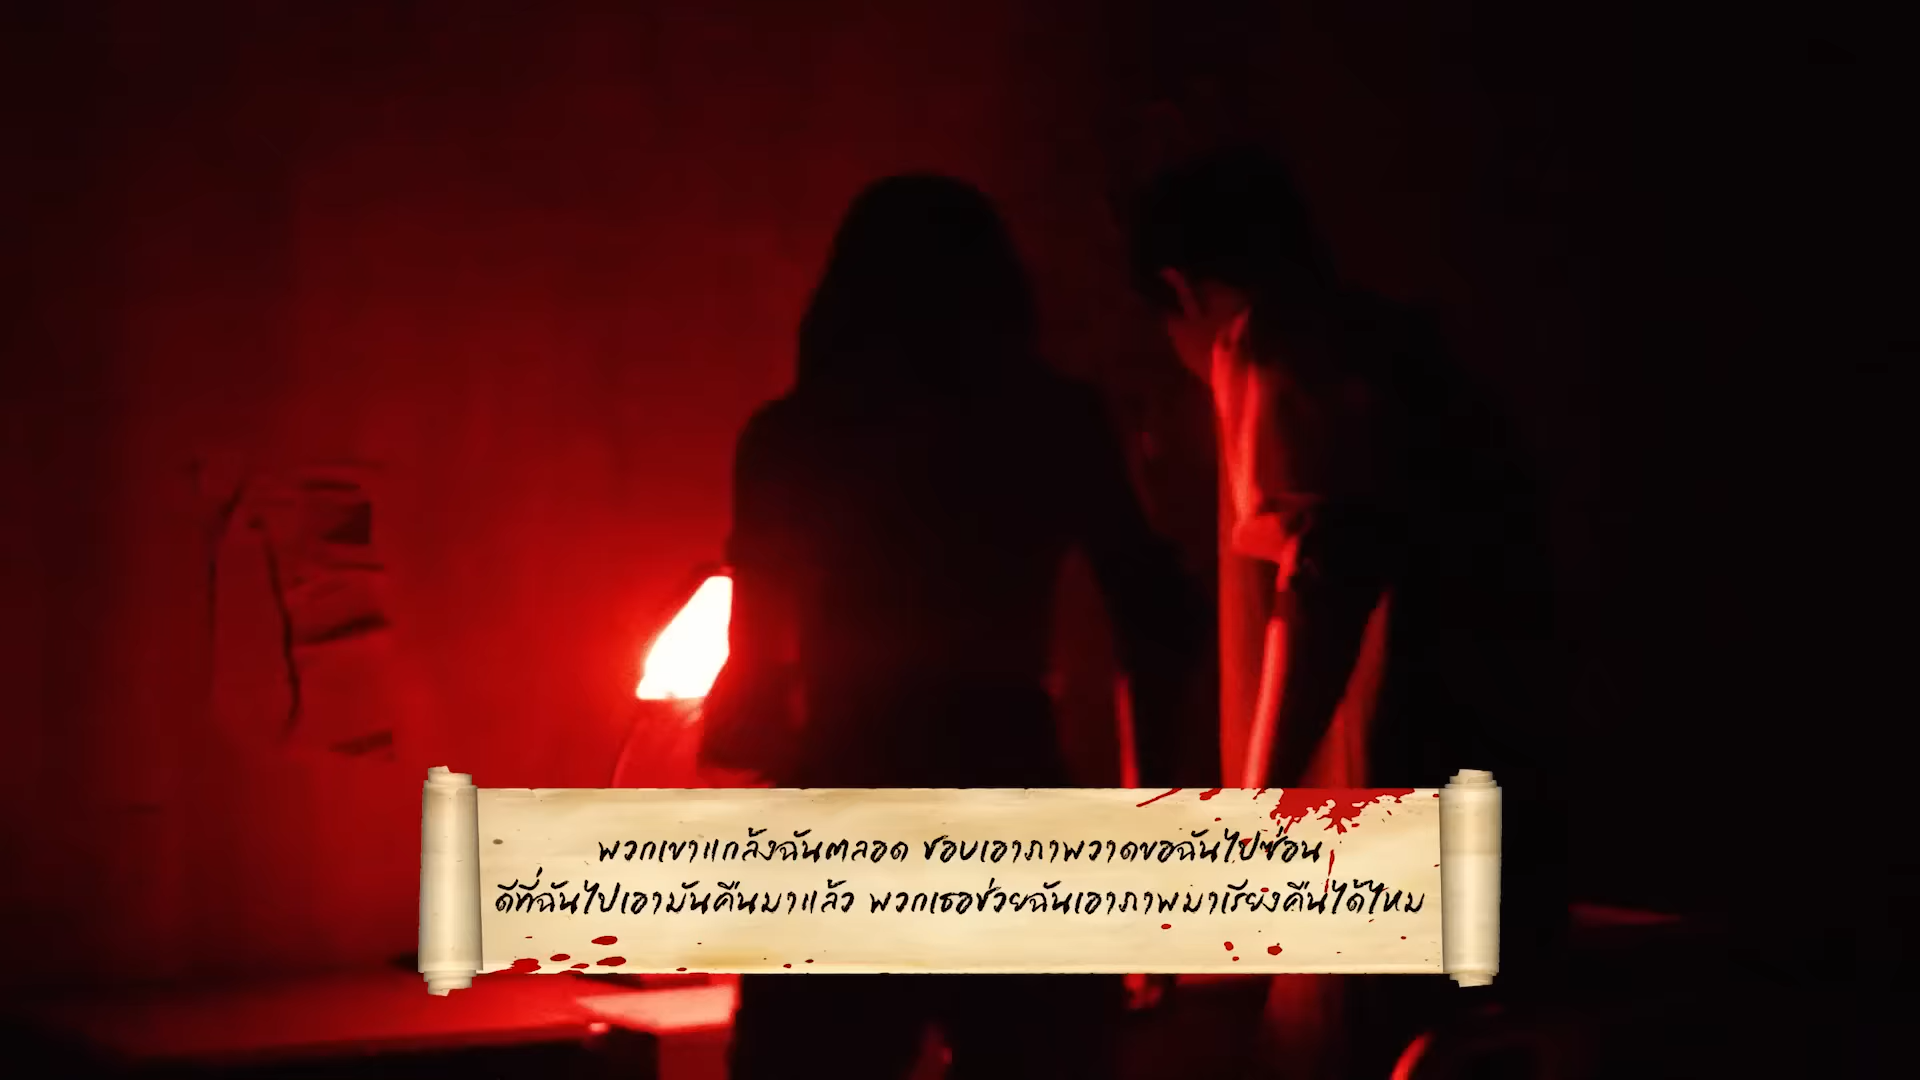 พวกเขาแกล้งฉันตลอด ชอบเอาภาพวาดขอฉันไปซ่อน
ดีที่ฉันไปเอามันคืนมาแล้ว พวกเธอช่วยฉันเอาภาพมาเรียงคืนได้ไหม